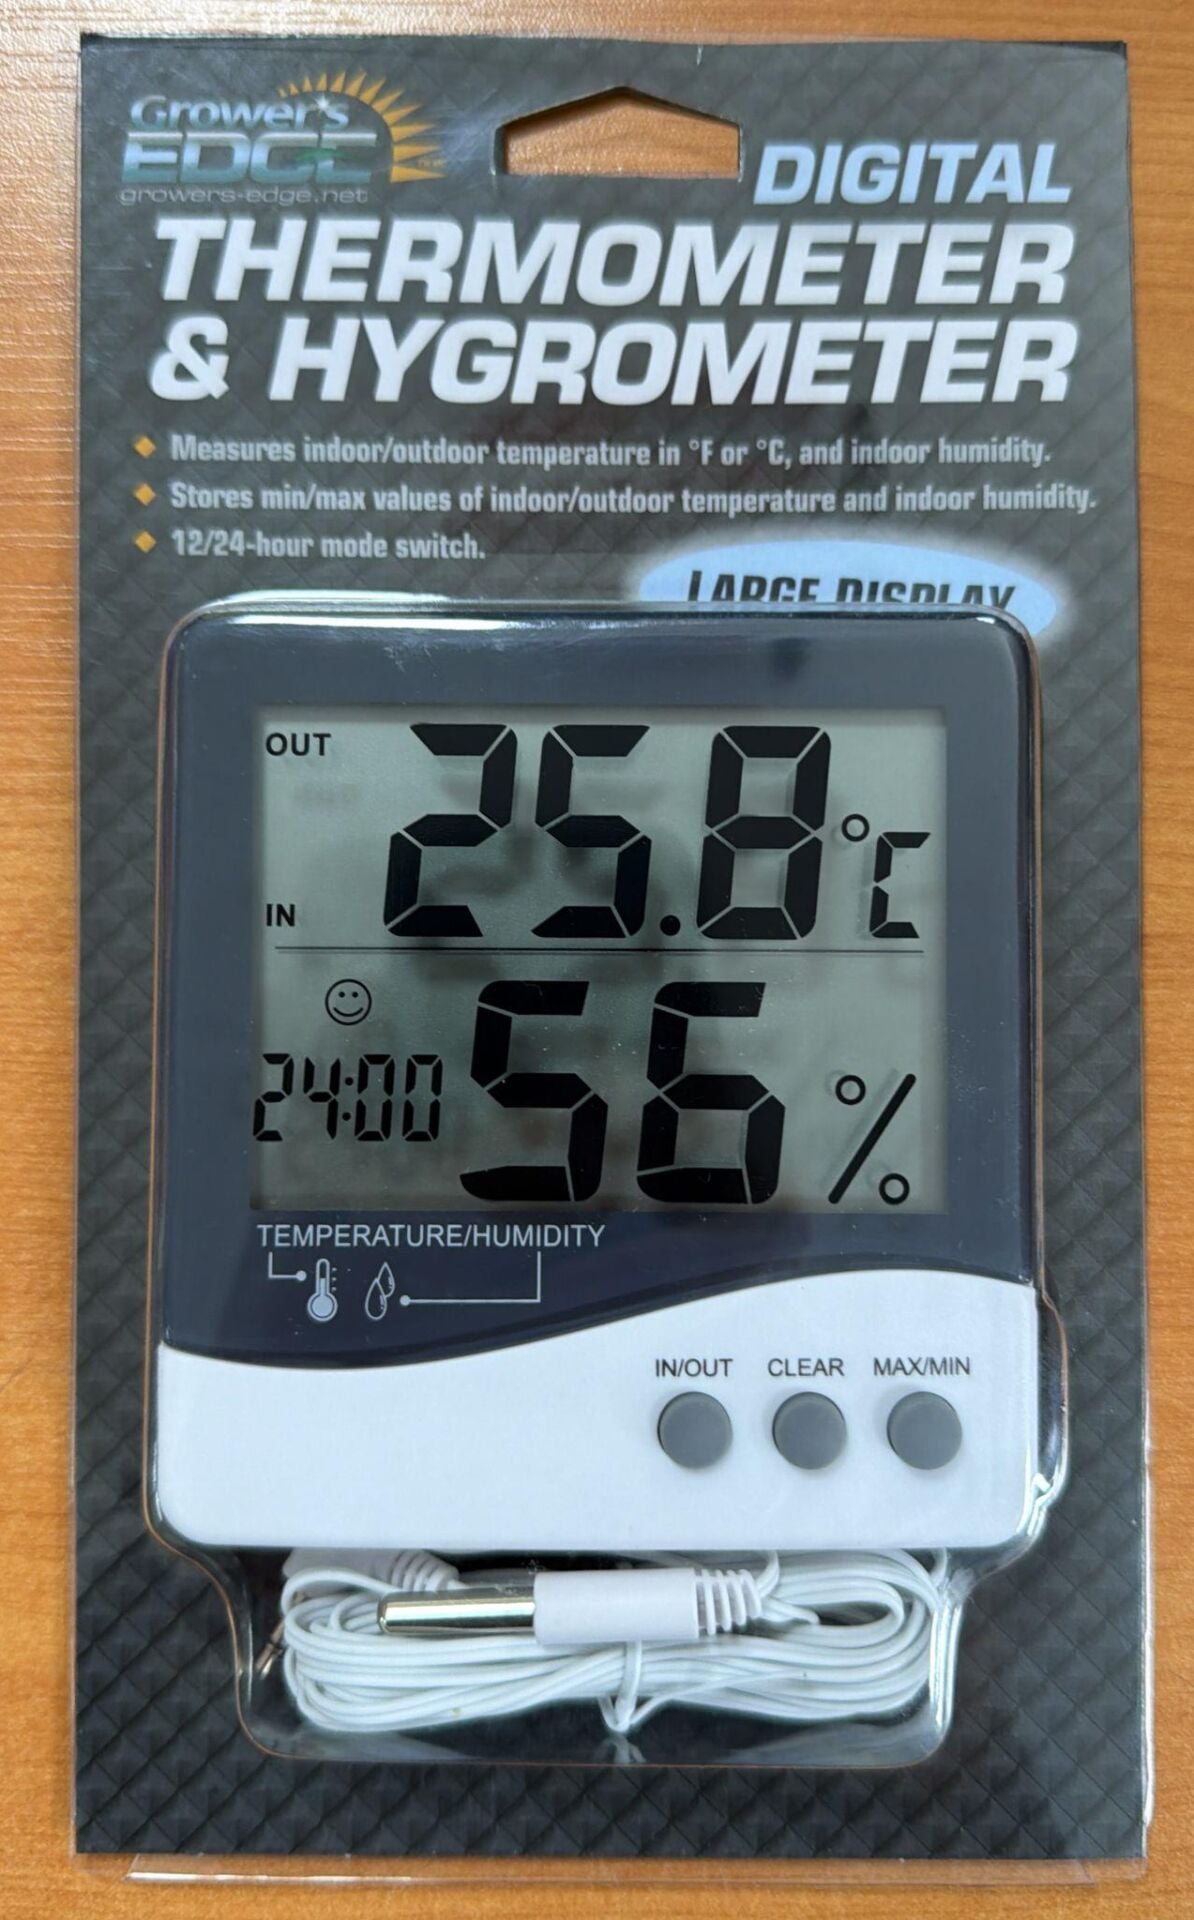 Grower's
EDGE
growers-edge.net
DIGITAL
THERMOMETER
& HYGROMETER
Measures indoor/outdoor temperature in °F or °C, and indoor humidity.
Stores min/max values of indoor/outdoor temperature and indoor humidity.
12/24-hour mode switch.
LARGE DISPLAY
OUT
25.8 °C
IN
24:00
56 %
TEMPERATURE/HUMIDITY
IN/OUT CLEAR MAX/MIN